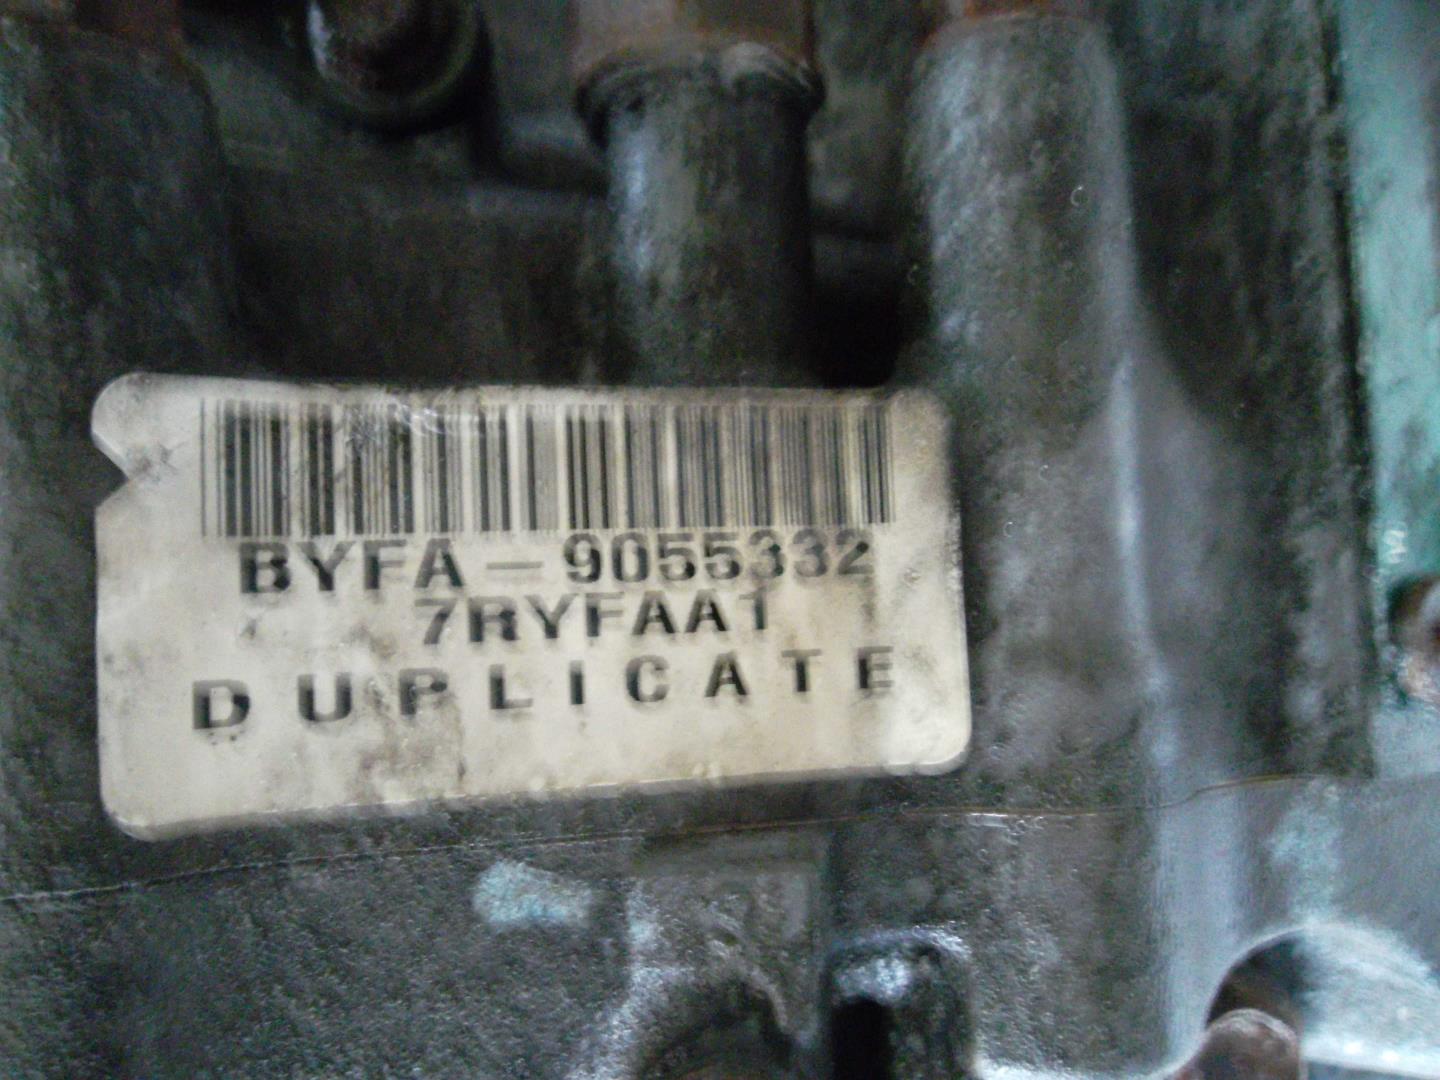 BYFA-9055332
7RYFAA1
DUPLICATE